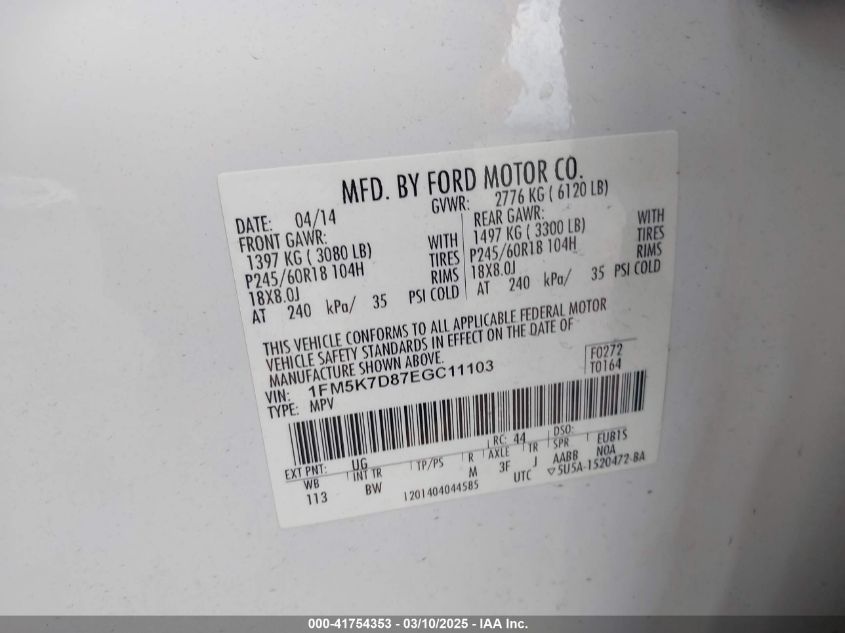 MFD. BY FORD MOTOR CO.
DATE: 04/14 GVWR: 2776 KG ( 6120 LB)
FRONT GAWR: REAR GAWR: WITH
1397 KG ( 3080 LB) WITH 1497 KG ( 3300 LB) TIRES
P245/60R18 104H TIRES P245/60R18 104H RIMS
18X8.0J RIMS 18X8.0J
AT 240 kPa/ 35 PSI COLD AT 240 kPa/ 35 PSI COLD
THIS VEHICLE CONFORMS TO ALL APPLICABLE FEDERAL MOTOR
VEHICLE SAFETY STANDARDS IN EFFECT ON THE DATE OF
MANUFACTURE SHOWN ABOVE.
VIN: 1FM5K7D87EGC11103 F0272
TYPE: MPV T0164
EXT PNT: UG RC: 44 DSO:
WB INT TR TP/PS R AXLE TR SPR EUB1S
113 BW M 3F J AABB NOA
1201404044585 UTC ▽5U5A-1520472-BA
000-41754353 - 03/10/2025 - IAA Inc.